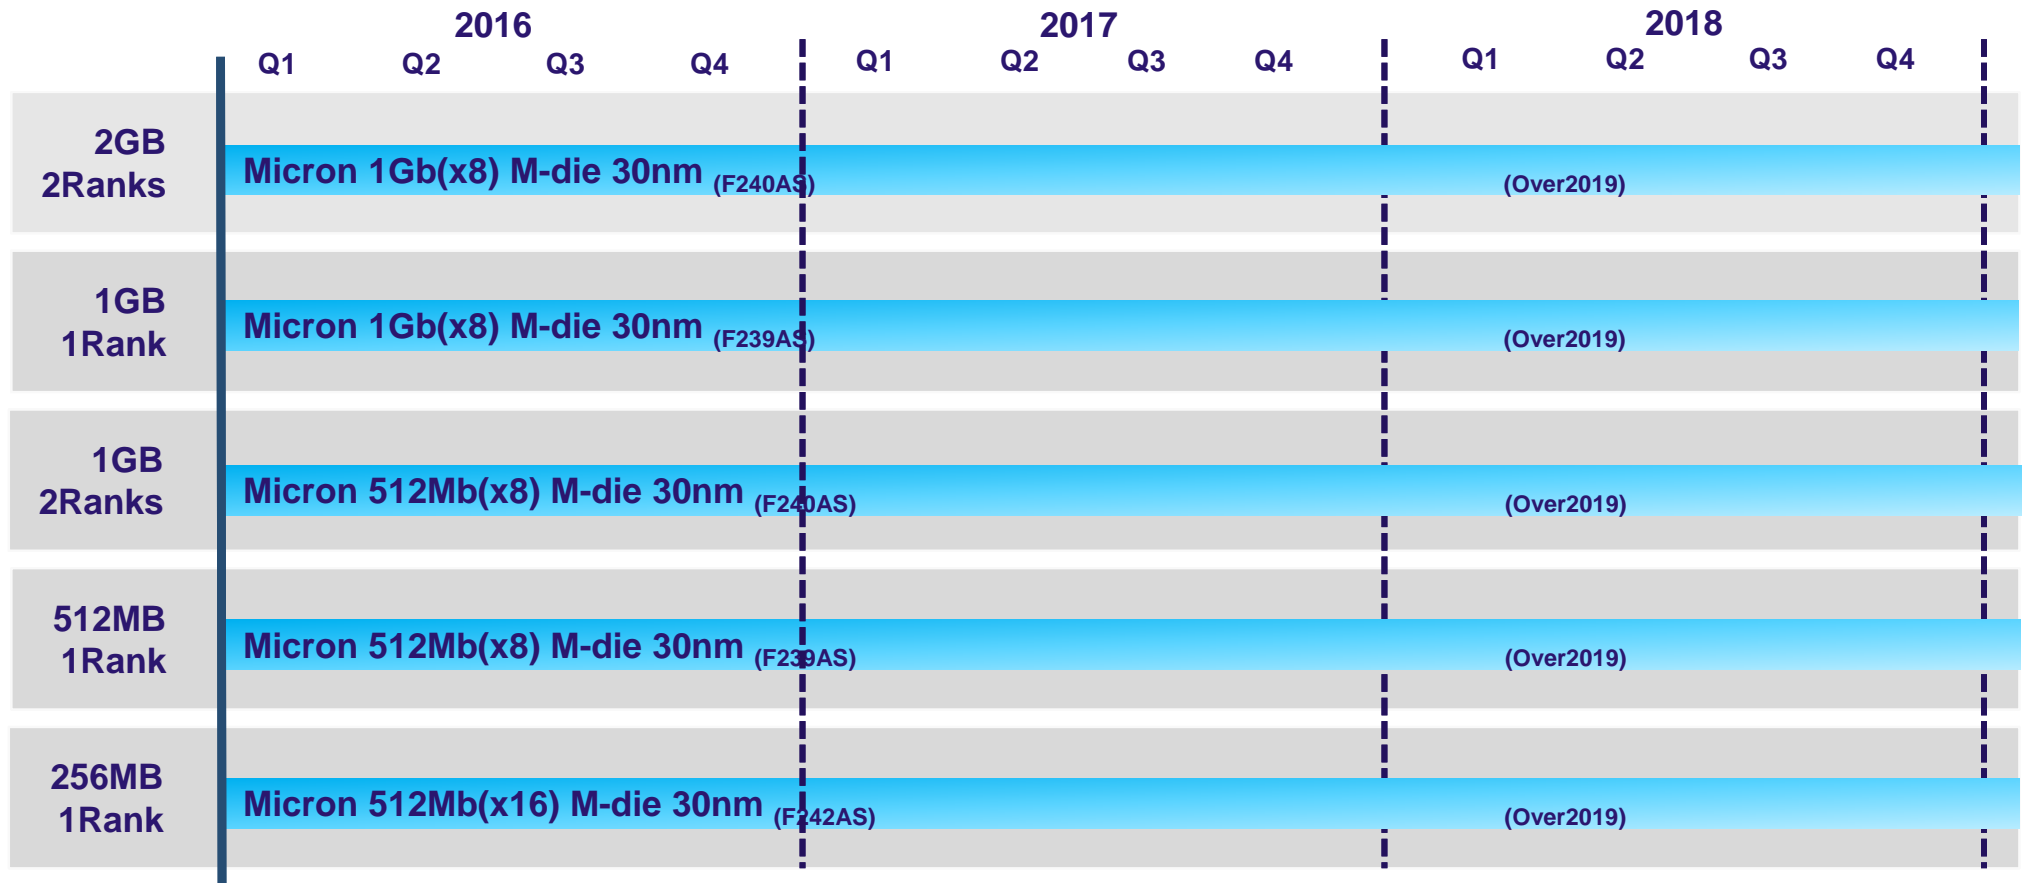 2016 2017 2018
Q1 Q2 Q3 Q4 Q1 Q2 Q3 Q4 Q1 Q2 Q3 Q4
2GB
2Ranks
Micron 1Gb(x8) M-die 30nm (F240AS) (Over2019)
1GB
1Rank
Micron 1Gb(x8) M-die 30nm (F239AS) (Over2019)
1GB
2Ranks
Micron 512Mb(x8) M-die 30nm (F240AS) (Over2019)
512MB
1Rank
Micron 512Mb(x8) M-die 30nm (F239AS) (Over2019)
256MB
1Rank
Micron 512Mb(x16) M-die 30nm (F242AS) (Over2019)